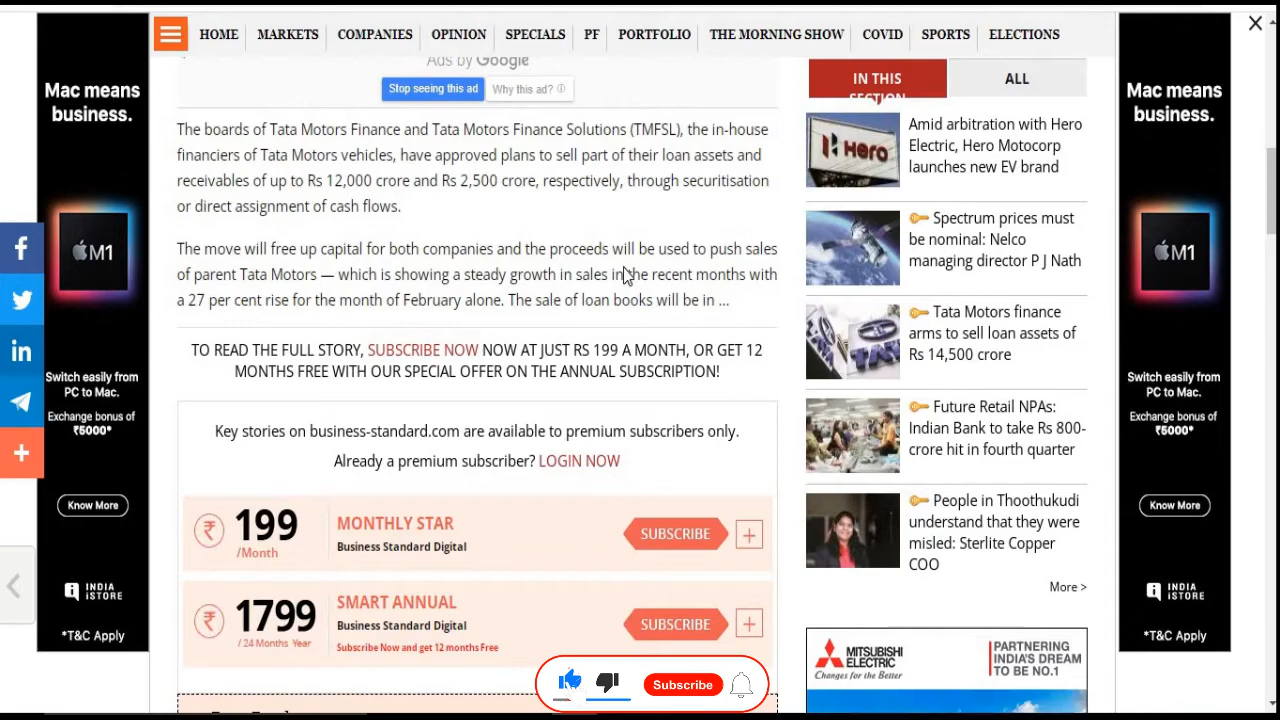 HOME
MARKETS
COMPANIES
OPINION
SPECIALS
PF
PORTFOLIO
THE MORNING SHOW
COVID
SPORTS
ELECTIONS
X
Mac means
business.
M1
Switch easily from
PC to Mac.
Exchange bonus of
₹5000*
Know More
INDIA
iSTORE
*T&C Apply
Ads by Google
Stop seeing this ad
Why this ad?
The boards of Tata Motors Finance and Tata Motors Finance Solutions (TMFSL), the in-house
financiers of Tata Motors vehicles, have approved plans to sell part of their loan assets and
receivables of up to Rs 12,000 crore and Rs 2,500 crore, respectively, through securitisation
or direct assignment of cash flows.
The move will free up capital for both companies and the proceeds will be used to push sales
of parent Tata Motors — which is showing a steady growth in sales in the recent months with
a 27 per cent rise for the month of February alone. The sale of loan books will be in ...
TO READ THE FULL STORY, SUBSCRIBE NOW NOW AT JUST RS 199 A MONTH, OR GET 12
MONTHS FREE WITH OUR SPECIAL OFFER ON THE ANNUAL SUBSCRIPTION!
Key stories on business-standard.com are available to premium subscribers only.
Already a premium subscriber? LOGIN NOW
₹ 199
/Month
MONTHLY STAR
Business Standard Digital
SUBSCRIBE
+
₹ 1799
/ 24 Months Year
SMART ANNUAL
Business Standard Digital
Subscribe Now and get 12 months Free
SUBSCRIBE
+
Subscribe
IN THIS
SECTION
ALL
HERO
Amid arbitration with Hero
Electric, Hero Motocorp
launches new EV brand
Spectrum prices must
be nominal: Nelco
managing director P J Nath
Tata Motors finance
arms to sell loan assets of
Rs 14,500 crore
Future Retail NPAs:
Indian Bank to take Rs 800-
crore hit in fourth quarter
People in Thoothukudi
understand that they were
misled: Sterlite Copper
COO
More >
MITSUBISHI
ELECTRIC
Changes for the Better
PARTNERING
INDIA'S DREAM
TO BE NO.1
Mac means
business.
M1
Switch easily from
PC to Mac.
Exchange bonus of
₹5000*
Know More
INDIA
iSTORE
*T&C Apply